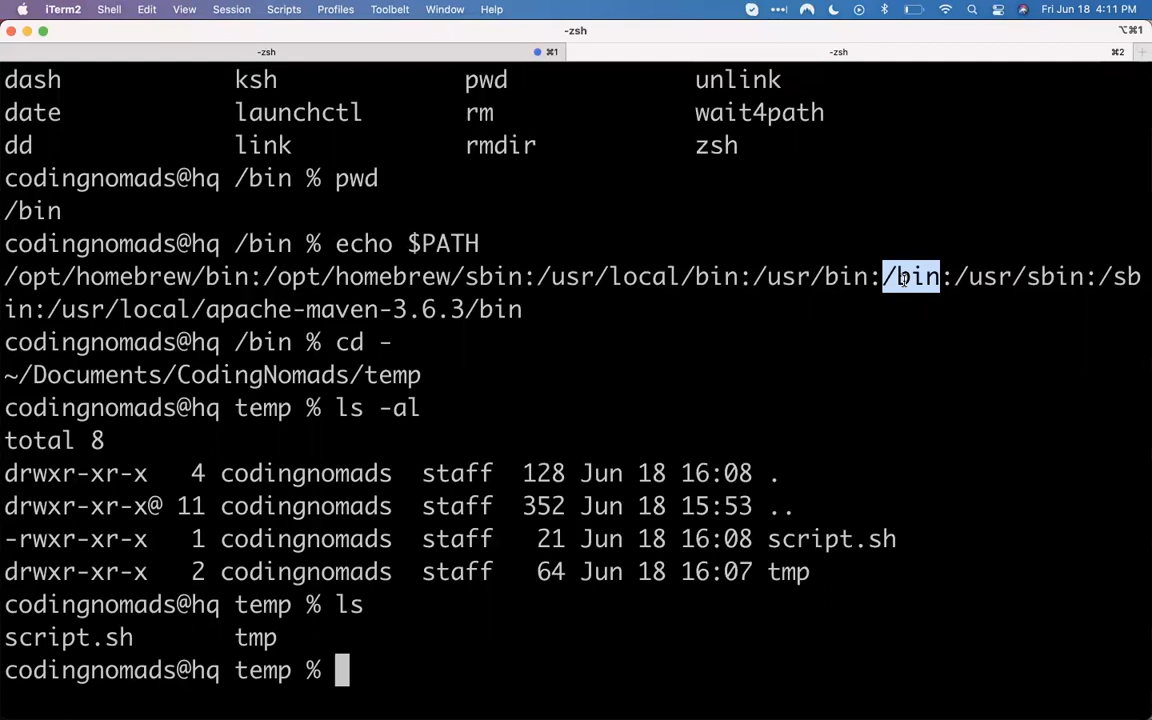 iTerm2 Shell Edit View Session Scripts Profiles Toolbelt Window Help Fri Jun 18 4:11 PM
-zsh ⌥⌘1
-zsh ⌘1 -zsh ⌘2 +
dash ksh pwd unlink
date launchctl rm wait4path
dd link rmdir zsh
codingnomads@hq /bin % pwd
/bin
codingnomads@hq /bin % echo $PATH
/opt/homebrew/bin:/opt/homebrew/sbin:/usr/local/bin:/usr/bin:/bin:/usr/sbin:/sb
in:/usr/local/apache-maven-3.6.3/bin
codingnomads@hq /bin % cd -
~/Documents/CodingNomads/temp
codingnomads@hq temp % ls -al
total 8
drwxr-xr-x 4 codingnomads staff 128 Jun 18 16:08 .
drwxr-xr-x@ 11 codingnomads staff 352 Jun 18 15:53 ..
-rwxr-xr-x 1 codingnomads staff 21 Jun 18 16:08 script.sh
drwxr-xr-x 2 codingnomads staff 64 Jun 18 16:07 tmp
codingnomads@hq temp % ls
script.sh tmp
codingnomads@hq temp %